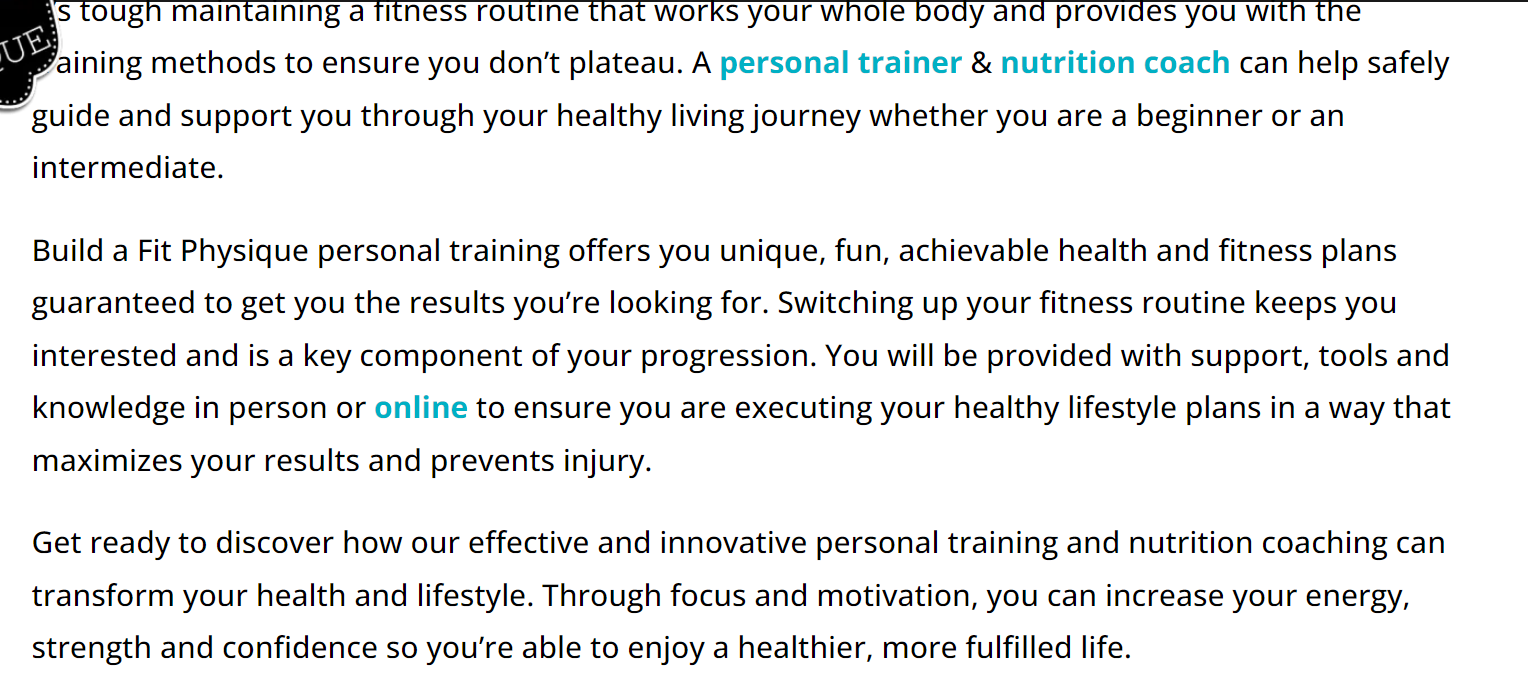 s tough maintaining a fitness routine that works your whole body and provides you with the
UE
aining methods to ensure you don’t plateau. A personal trainer & nutrition coach can help safely
guide and support you through your healthy living journey whether you are a beginner or an
intermediate.
Build a Fit Physique personal training offers you unique, fun, achievable health and fitness plans
guaranteed to get you the results you’re looking for. Switching up your fitness routine keeps you
interested and is a key component of your progression. You will be provided with support, tools and
knowledge in person or online to ensure you are executing your healthy lifestyle plans in a way that
maximizes your results and prevents injury.
Get ready to discover how our effective and innovative personal training and nutrition coaching can
transform your health and lifestyle. Through focus and motivation, you can increase your energy,
strength and confidence so you’re able to enjoy a healthier, more fulfilled life.